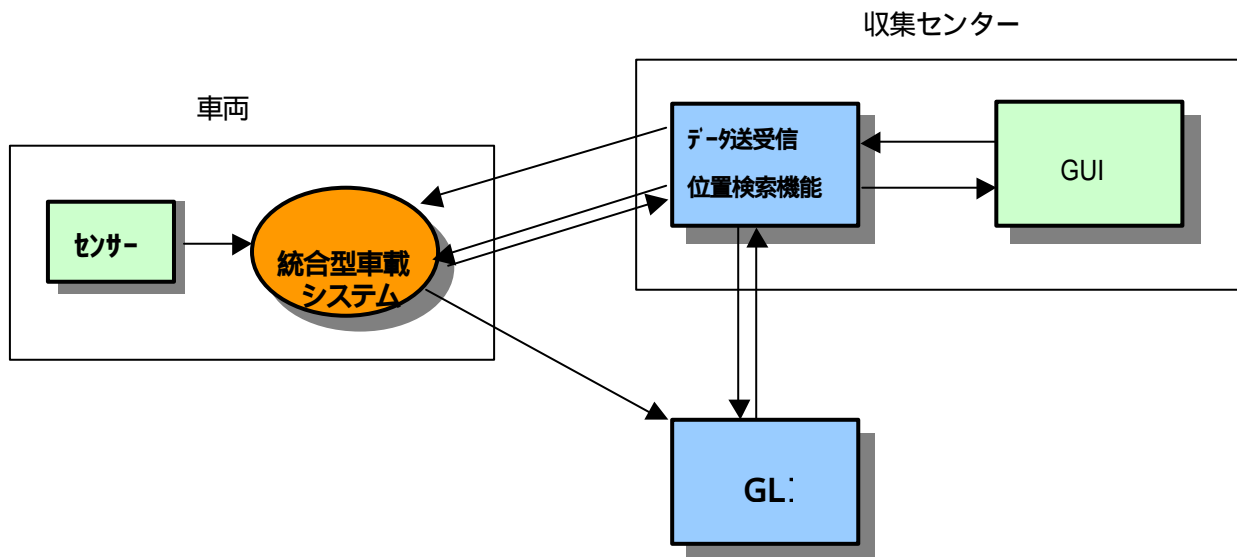 収集センター
車両
ﾃﾞｰﾀ送受信
位置検索機能
GUI
ｾﾝｻｰ
統合型車載
システム